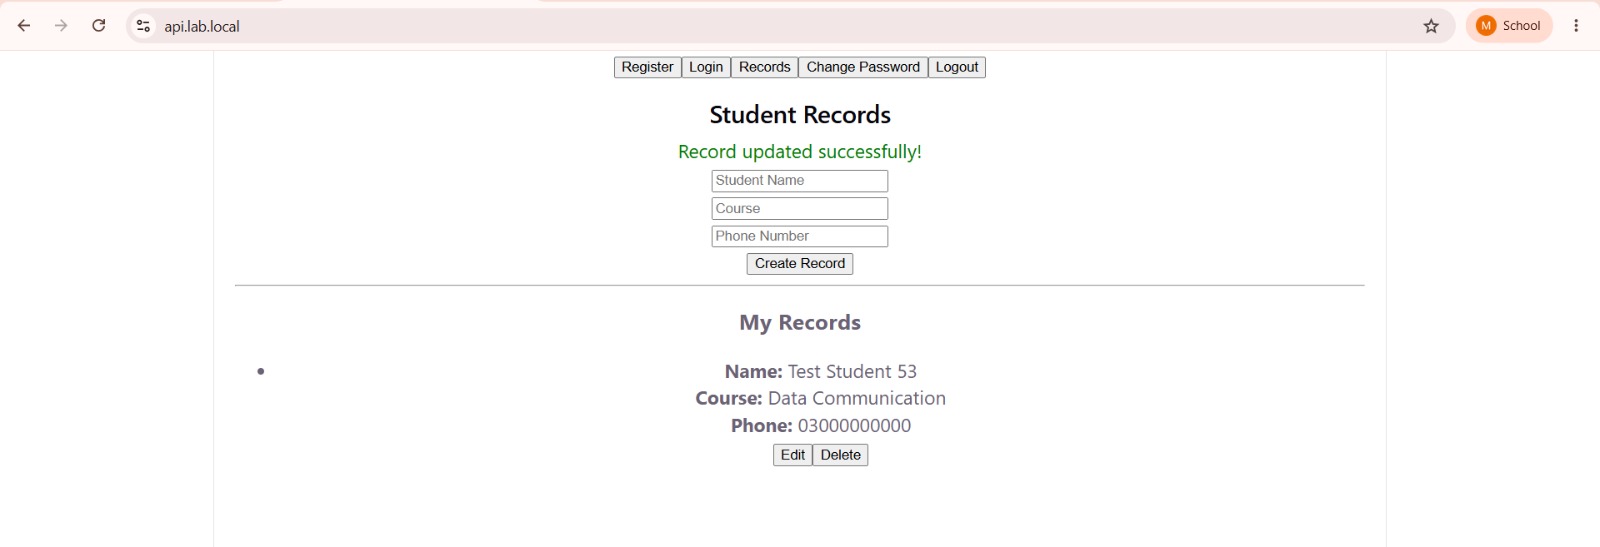 api.lab.local
M School
Register Login Records Change Password Logout
Student Records
Record updated successfully!
Student Name
Course
Phone Number
Create Record
My Records
Name: Test Student 53
Course: Data Communication
Phone: 03000000000
Edit Delete